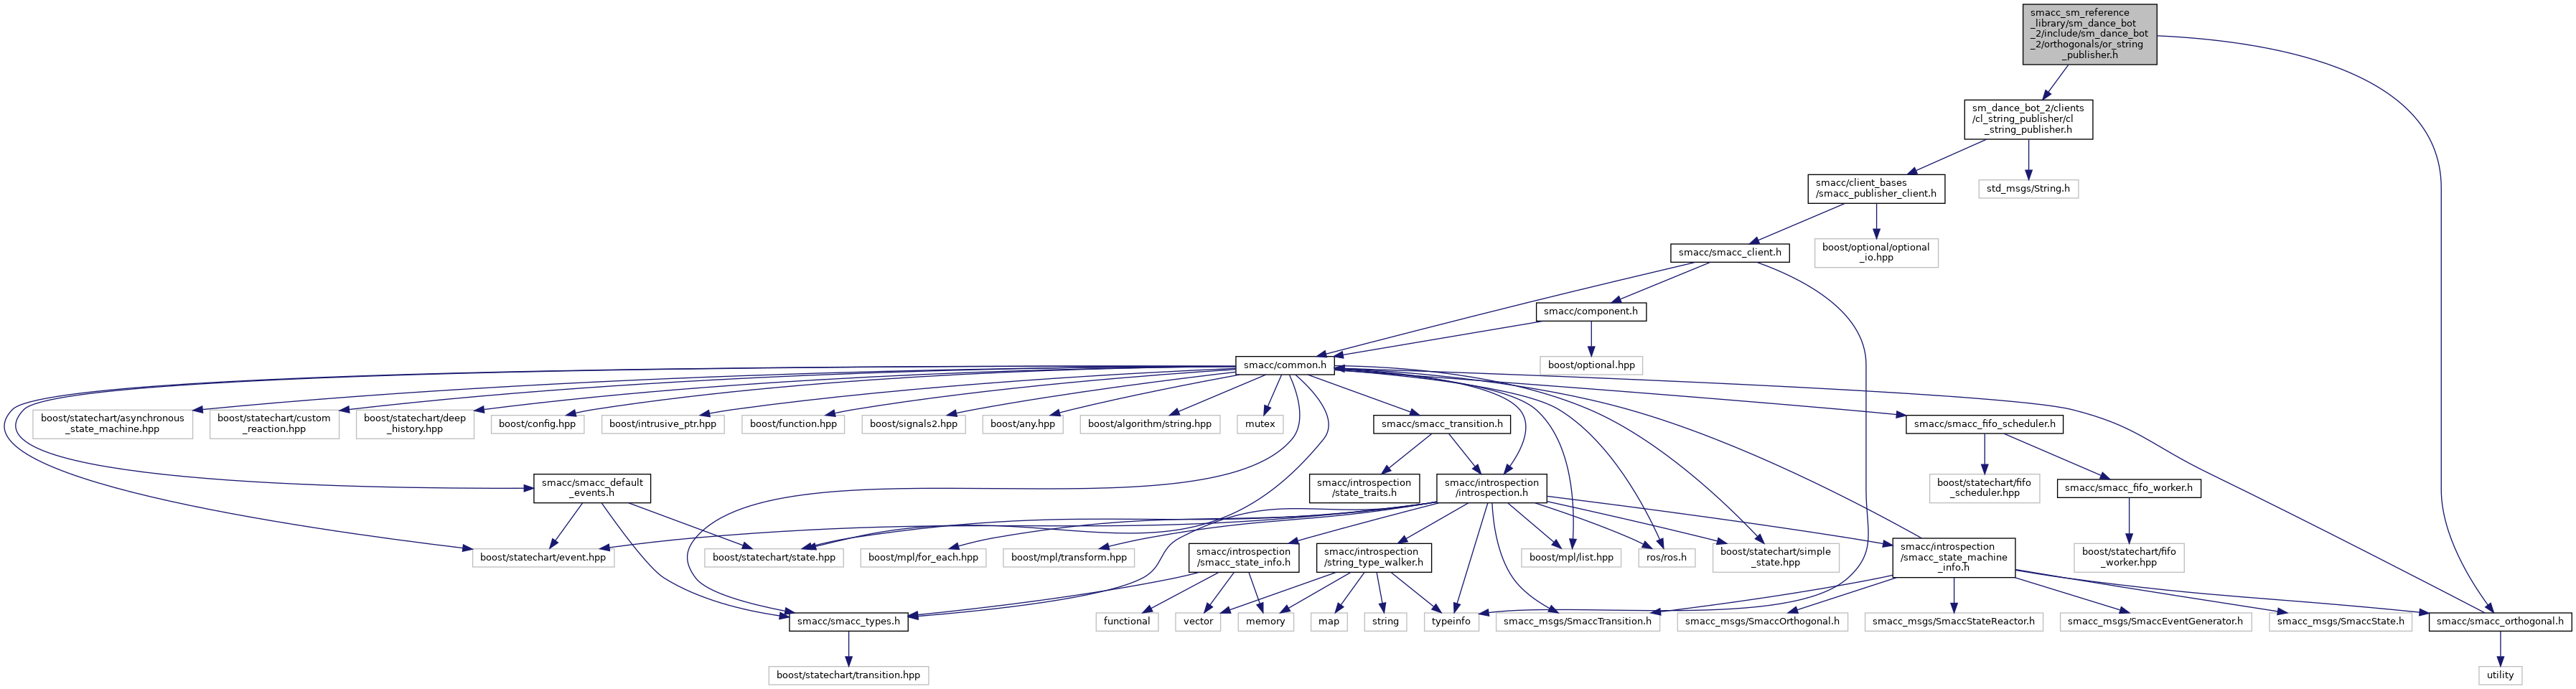 smacc_sm_reference
_library/sm_dance_bot
_2/include/sm_dance_bot
_2/orthogonals/or_string
_publisher.h
sm_dance_bot_2/clients
/cl_string_publisher/cl
_string_publisher.h
smacc/client_bases
/smacc_publisher_client.h
std_msgs/String.h
smacc/smacc_client.h
boost/optional/optional
_io.hpp
smacc/component.h
smacc/common.h
boost/optional.hpp
boost/statechart/asynchronous
_state_machine.hpp
boost/statechart/custom
_reaction.hpp
boost/statechart/deep
_history.hpp
boost/config.hpp
boost/intrusive_ptr.hpp
boost/function.hpp
boost/signals2.hpp
boost/any.hpp
boost/algorithm/string.hpp
mutex
smacc/smacc_transition.h
smacc/smacc_fifo_scheduler.h
smacc/smacc_default
_events.h
smacc/introspection
/state_traits.h
smacc/introspection
/introspection.h
boost/statechart/fifo
_scheduler.hpp
smacc/smacc_fifo_worker.h
boost/statechart/event.hpp
boost/statechart/state.hpp
boost/mpl/for_each.hpp
boost/mpl/transform.hpp
smacc/introspection
/smacc_state_info.h
smacc/introspection
/string_type_walker.h
boost/mpl/list.hpp
ros/ros.h
boost/statechart/simple
_state.hpp
smacc/introspection
/smacc_state_machine
_info.h
boost/statechart/fifo
_worker.hpp
smacc/smacc_types.h
functional
vector
memory
map
string
typeinfo
smacc_msgs/SmaccTransition.h
smacc_msgs/SmaccOrthogonal.h
smacc_msgs/SmaccStateReactor.h
smacc_msgs/SmaccEventGenerator.h
smacc_msgs/SmaccState.h
smacc/smacc_orthogonal.h
boost/statechart/transition.hpp
utility